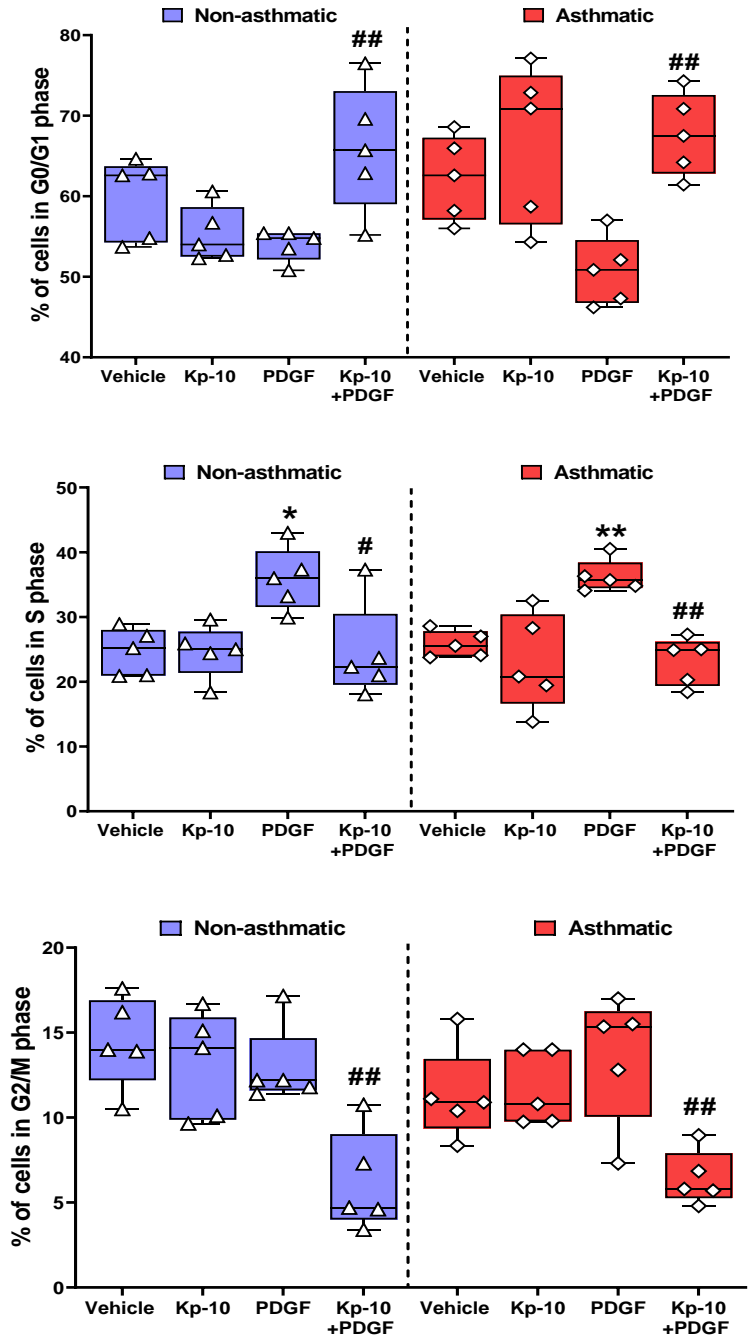 Non-asthmatic Asthmatic
% of cells in G0/G1 phase
80
70
60
50
40
## ##
Vehicle Kp-10 PDGF Kp-10 +PDGF Vehicle Kp-10 PDGF Kp-10 +PDGF
Non-asthmatic Asthmatic
% of cells in S phase
50
40
30
20
10
0
* # ** ##
Vehicle Kp-10 PDGF Kp-10 +PDGF Vehicle Kp-10 PDGF Kp-10 +PDGF
Non-asthmatic Asthmatic
% of cells in G2/M phase
20
15
10
5
0
## ##
Vehicle Kp-10 PDGF Kp-10 +PDGF Vehicle Kp-10 PDGF Kp-10 +PDGF